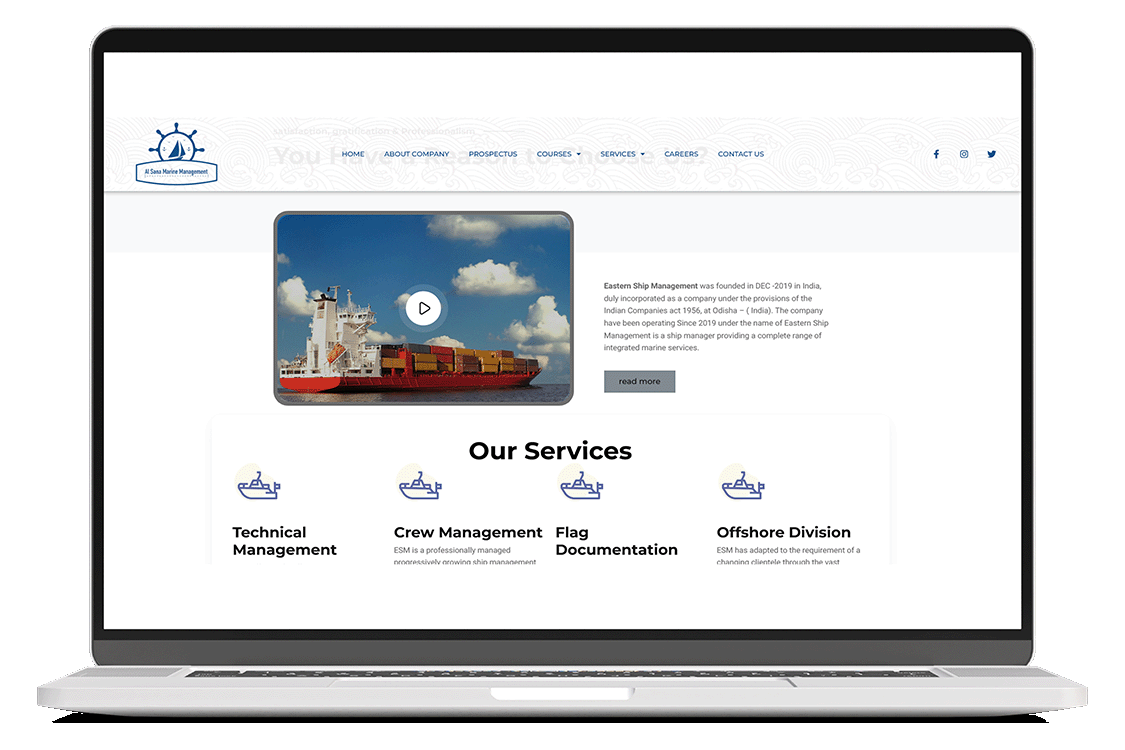 satisfaction, gratification & Professionalism
You Have a Reason to Choose Us?
Al Sana Marine Management
HOME ABOUT COMPANY PROSPECTUS COURSES SERVICES CAREERS CONTACT US
Eastern Ship Management was founded in DEC -2019 in India,
duly incorporated as a company under the provisions of the
Indian Companies act 1956, at Odisha – ( India). The company
have been operating Since 2019 under the name of Eastern Ship
Management is a ship manager providing a complete range of
integrated marine services.
read more
Our Services
Technical
Management
Crew Management
ESM is a professionally managed
progressively growing ship management
Flag
Documentation
Offshore Division
ESM has adapted to the requirement of a
changing clientele through the vast